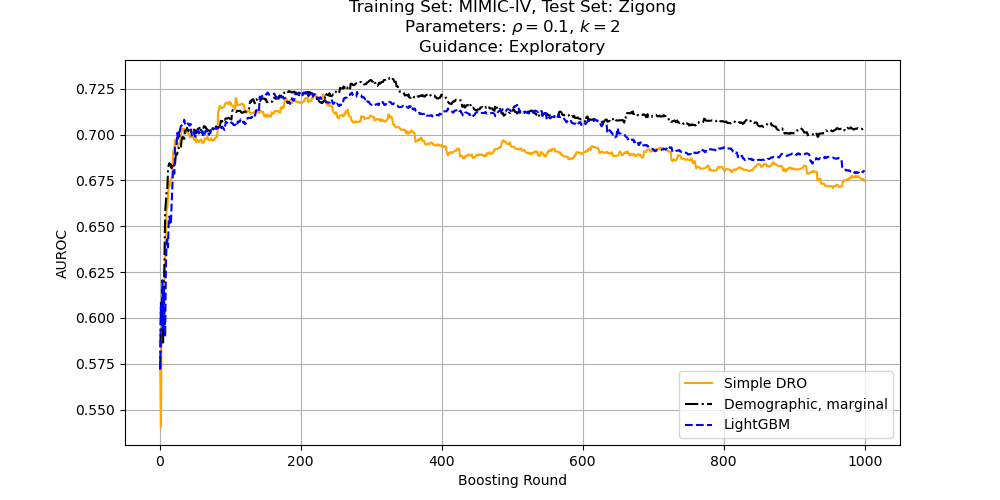 Training Set: MIMIC-IV, Test Set: Zigong
Parameters: ρ = 0.1, k = 2
Guidance: Exploratory
AUROC
0.725
0.700
0.675
0.650
0.625
0.600
0.575
0.550
Simple DRO
Demographic, marginal
LightGBM
0 200 400 600 800 1000
Boosting Round